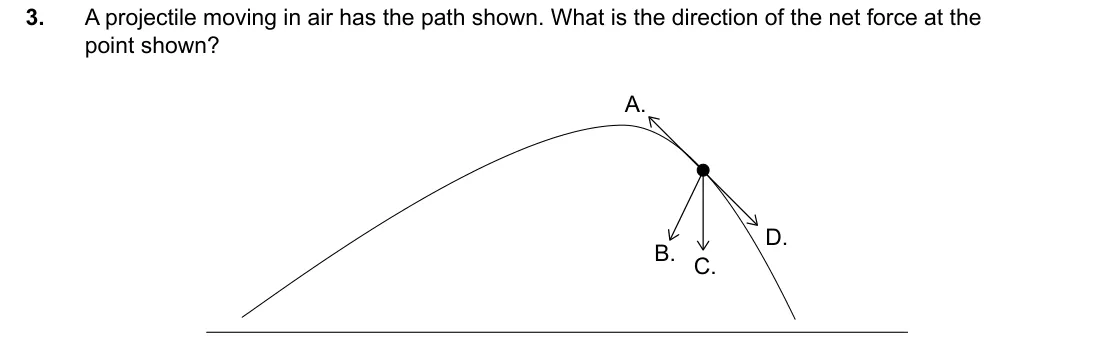 3. A projectile moving in air has the path shown. What is the direction of the net force at the
point shown?
A.
B.
C.
D.